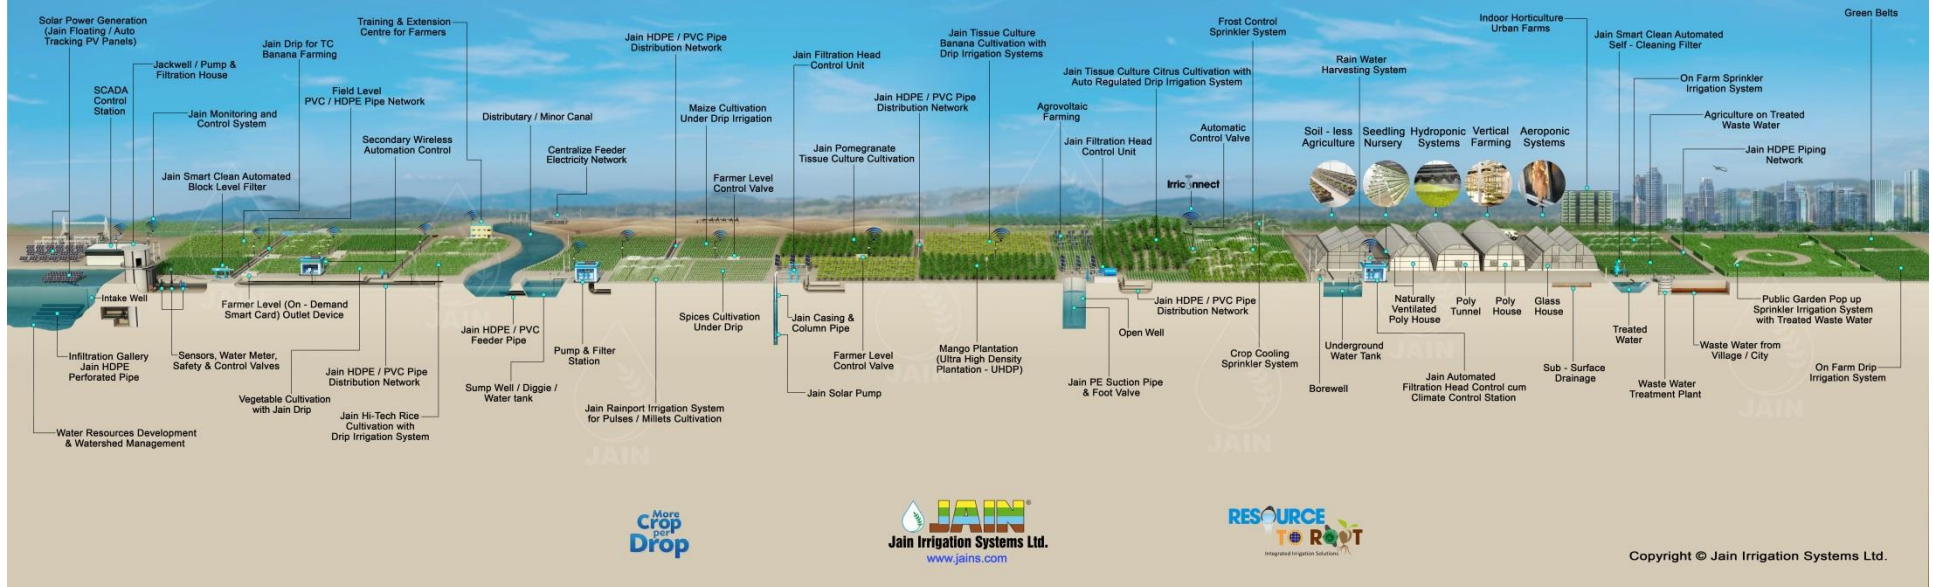 Solar Power Generation
(Jain Floating / Auto
Tracking PV Panels)
Jackwell / Pump &
Filtration House
SCADA
Control
Station
Jain Monitoring and
Control System
Jain Smart Clean Automated
Block Level Filter
Jain Drip for TC
Banana Farming
Field Level
PVC / HDPE Pipe Network
Training & Extension
Centre for Farmers
Secondary Wireless
Automation Control
Distributary / Minor Canal
Centralize Feeder
Electricity Network
Jain HDPE / PVC Pipe
Distribution Network
Maize Cultivation
Under Drip Irrigation
Farmer Level
Control Valve
Jain Filtration Head
Control Unit
Jain Pomegranate
Tissue Culture Cultivation
Jain HDPE / PVC Pipe
Distribution Network
Jain Tissue Culture
Banana Cultivation with
Drip Irrigation Systems
Agrovoltaic
Farming
Jain Tissue Culture Citrus Cultivation with
Auto Regulated Drip Irrigation System
Jain Filtration Head
Control Unit
Frost Control
Sprinkler System
Automatic
Control Valve
Irriconnect
Rain Water
Harvesting System
Soil - less
Agriculture
Seedling
Nursery
Hydroponic
Systems
Vertical
Farming
Aeroponic
Systems
Indoor Horticulture
Urban Farms
Jain Smart Clean Automated
Self - Cleaning Filter
On Farm Sprinkler
Irrigation System
Agriculture on Treated
Waste Water
Jain HDPE Piping
Network
Green Belts
Intake Well
Infiltration Gallery
Jain HDPE
Perforated Pipe
Water Resources Development
& Watershed Management
Sensors, Water Meter,
Safety & Control Valves
Farmer Level (On - Demand
Smart Card) Outlet Device
Vegetable Cultivation
with Jain Drip
Jain HDPE / PVC Pipe
Distribution Network
Jain Hi-Tech Rice
Cultivation with
Drip Irrigation System
Jain HDPE / PVC
Feeder Pipe
Sump Well / Diggie /
Water tank
Pump & Filter
Station
Jain Rainport Irrigation System
for Pulses / Millets Cultivation
Spices Cultivation
Under Drip
Jain Casing &
Column Pipe
Jain Solar Pump
Farmer Level
Control Valve
Mango Plantation
(Ultra High Density
Plantation - UHDP)
Jain HDPE / PVC Pipe
Distribution Network
Open Well
Jain PE Suction Pipe
& Foot Valve
Crop Cooling
Sprinkler System
Underground
Water Tank
Borewell
Naturally
Ventilated
Poly House
Poly
Tunnel
Poly
House
Glass
House
Jain Automated
Filtration Head Control cum
Climate Control Station
Sub - Surface
Drainage
Treated
Water
Waste Water
Treatment Plant
Waste Water from
Village / City
Public Garden Pop up
Sprinkler Irrigation System
with Treated Waste Water
On Farm Drip
Irrigation System
JAIN
JAIN
JAIN
JAIN
JAIN
More
Crop
per
Drop
JAIN®
Jain Irrigation Systems Ltd.
www.jains.com
RESOURCE
TO ROOT
Integrated Irrigation Solutions
Copyright © Jain Irrigation Systems Ltd.